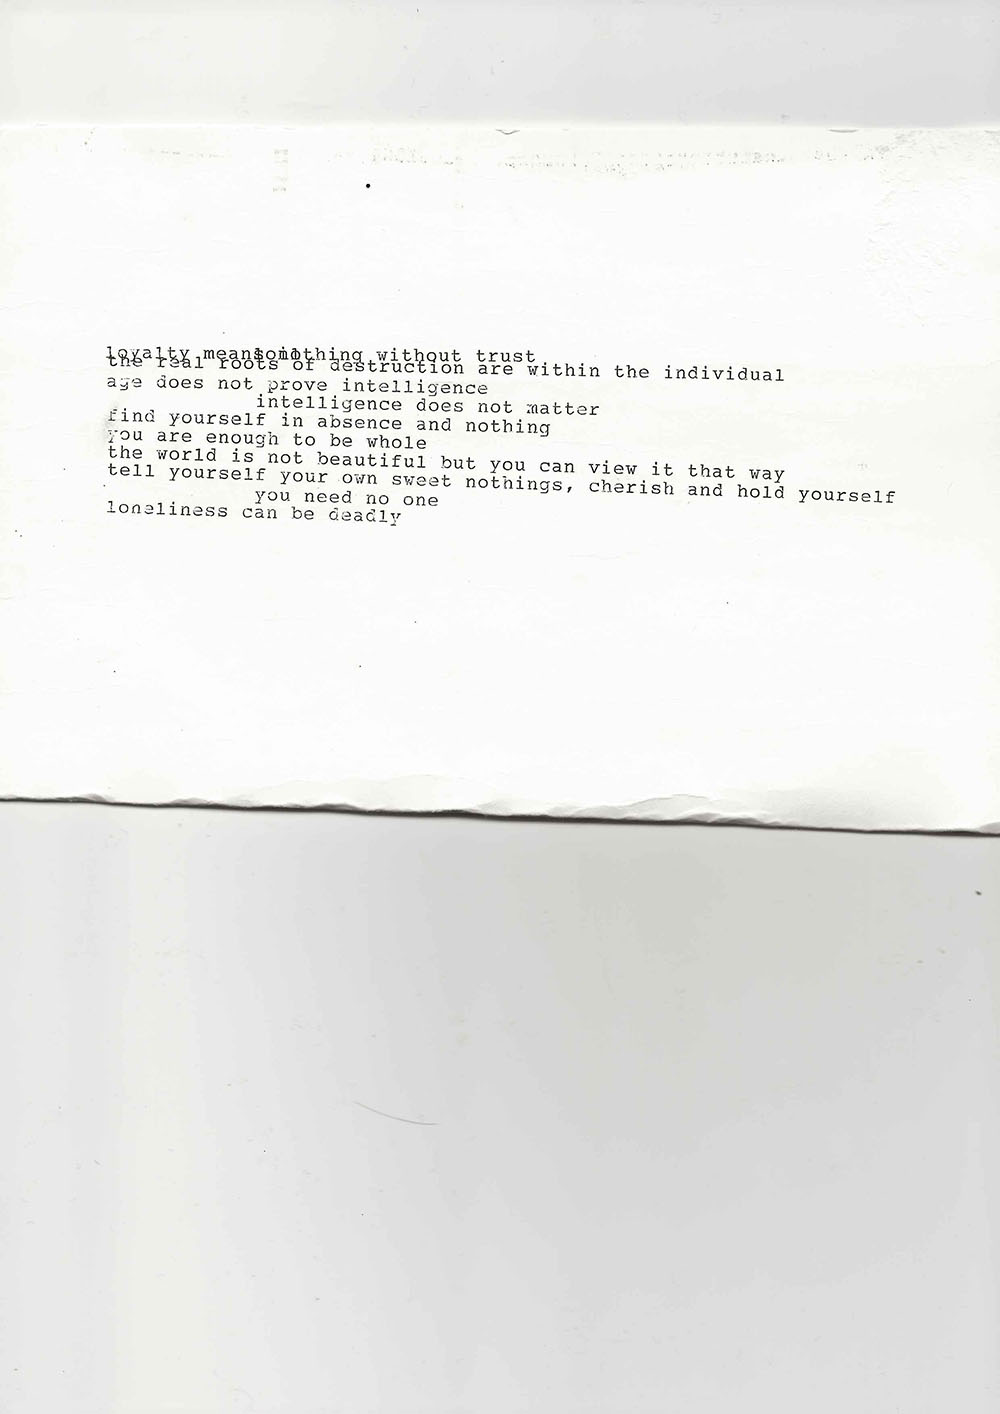 loyalty means nothing without trust
the real roots of destruction are within the individual
age does not prove intelligence
intelligence does not matter
find yourself in absence and nothing
you are enough to be whole
the world is not beautiful but you can view it that way
tell yourself your own sweet nothings, cherish and hold yourself
you need no one
loneliness can be deadly